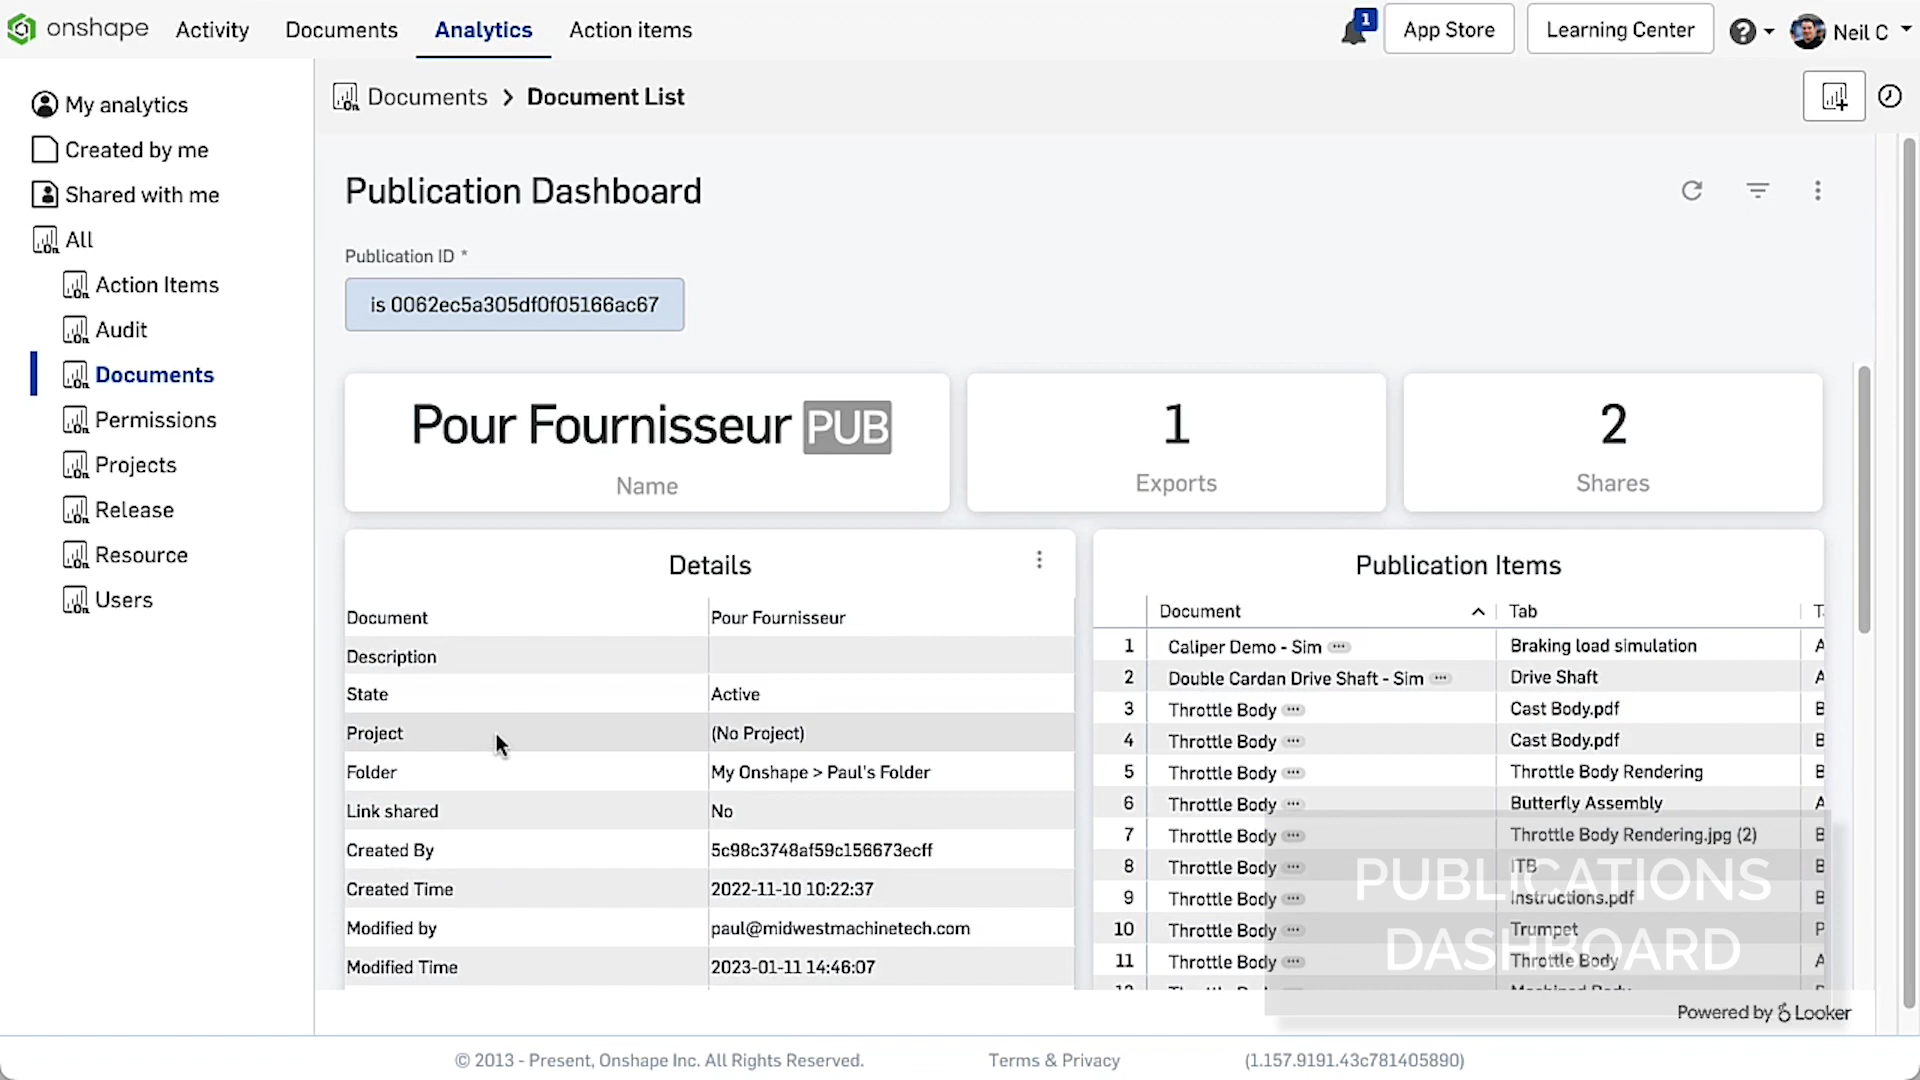 onshape Activity Documents Analytics Action items 1 App Store Learning Center Neil C
My analytics
Created by me
Shared with me
All
Action Items
Audit
Documents
Permissions
Projects
Release
Resource
Users
Documents > Document List
Publication Dashboard
Publication ID *
is 0062ec5a305df0f05166ac67
Pour Fournisseur PUB
Name
1
Exports
2
Shares
Details
Document Pour Fournisseur
Description
State Active
Project (No Project)
Folder My Onshape > Paul's Folder
Link shared No
Created By 5c98c3748af59c156673ecff
Created Time 2022-11-10 10:22:37
Modified by paul@midwestmachinetech.com
Modified Time 2023-01-11 14:46:07
Publication Items
Document Tab
1 Caliper Demo - Sim Braking load simulation A
2 Double Cardan Drive Shaft - Sim Drive Shaft A
3 Throttle Body Cast Body.pdf B
4 Throttle Body Cast Body.pdf B
5 Throttle Body Throttle Body Rendering B
6 Throttle Body Butterfly Assembly A
7 Throttle Body Throttle Body Rendering.jpg (2) B
8 Throttle Body ITB B
9 Throttle Body Instructions.pdf B
10 Throttle Body Trumpet P
11 Throttle Body Throttle Body A
PUBLICATIONS
DASHBOARD
Powered by Looker
© 2013 - Present, Onshape Inc. All Rights Reserved. Terms & Privacy (1.157.9191.43c781405890)